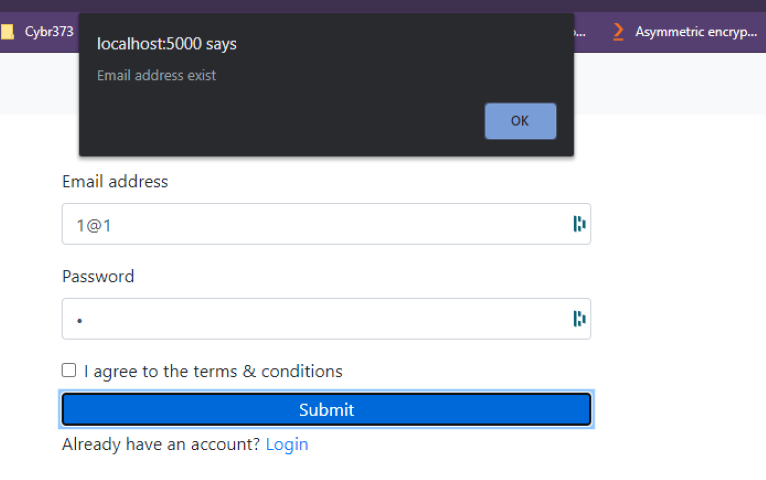 Cybr373
... Asymmetric encryp...
localhost:5000 says
Email address exist
OK
Email address
1@1
Password
I agree to the terms & conditions
Submit
Already have an account? Login